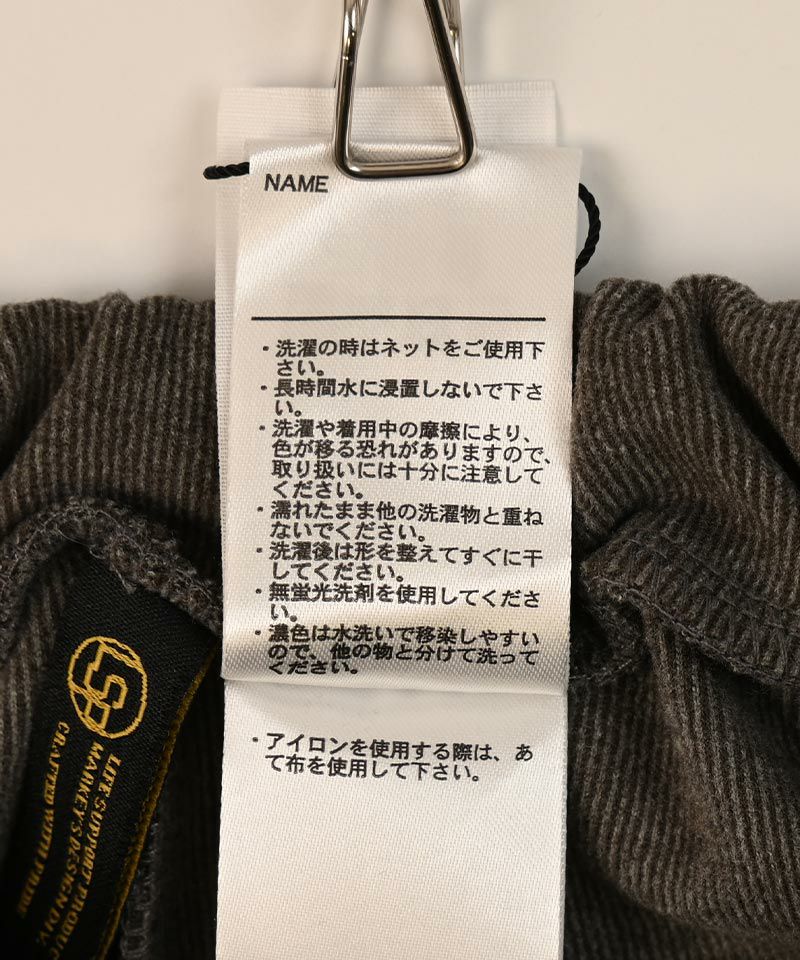 NAME
・洗濯の時はネットをご使用下
さい。
・長時間水に浸置しないで下さ
い。
・洗濯や着用中の摩擦により、
色が移る恐れがありますので、
取り扱いには十分に注意して
ください。
・濡れたまま他の洗濯物と重ね
ないでください。
・洗濯後は形を整えてすぐに干
してください。
・無蛍光洗剤を使用してくださ
い。
・濃色は水洗いで移染しやすい
ので、他の物と分けて洗って
ください。
・アイロンを使用する際は、あ
て布を使用して下さい。
LSP
LIFE SUPPORT PRODUC
MARKEY'S DESIGN DIV.
CRAFTED WITH PRIDE